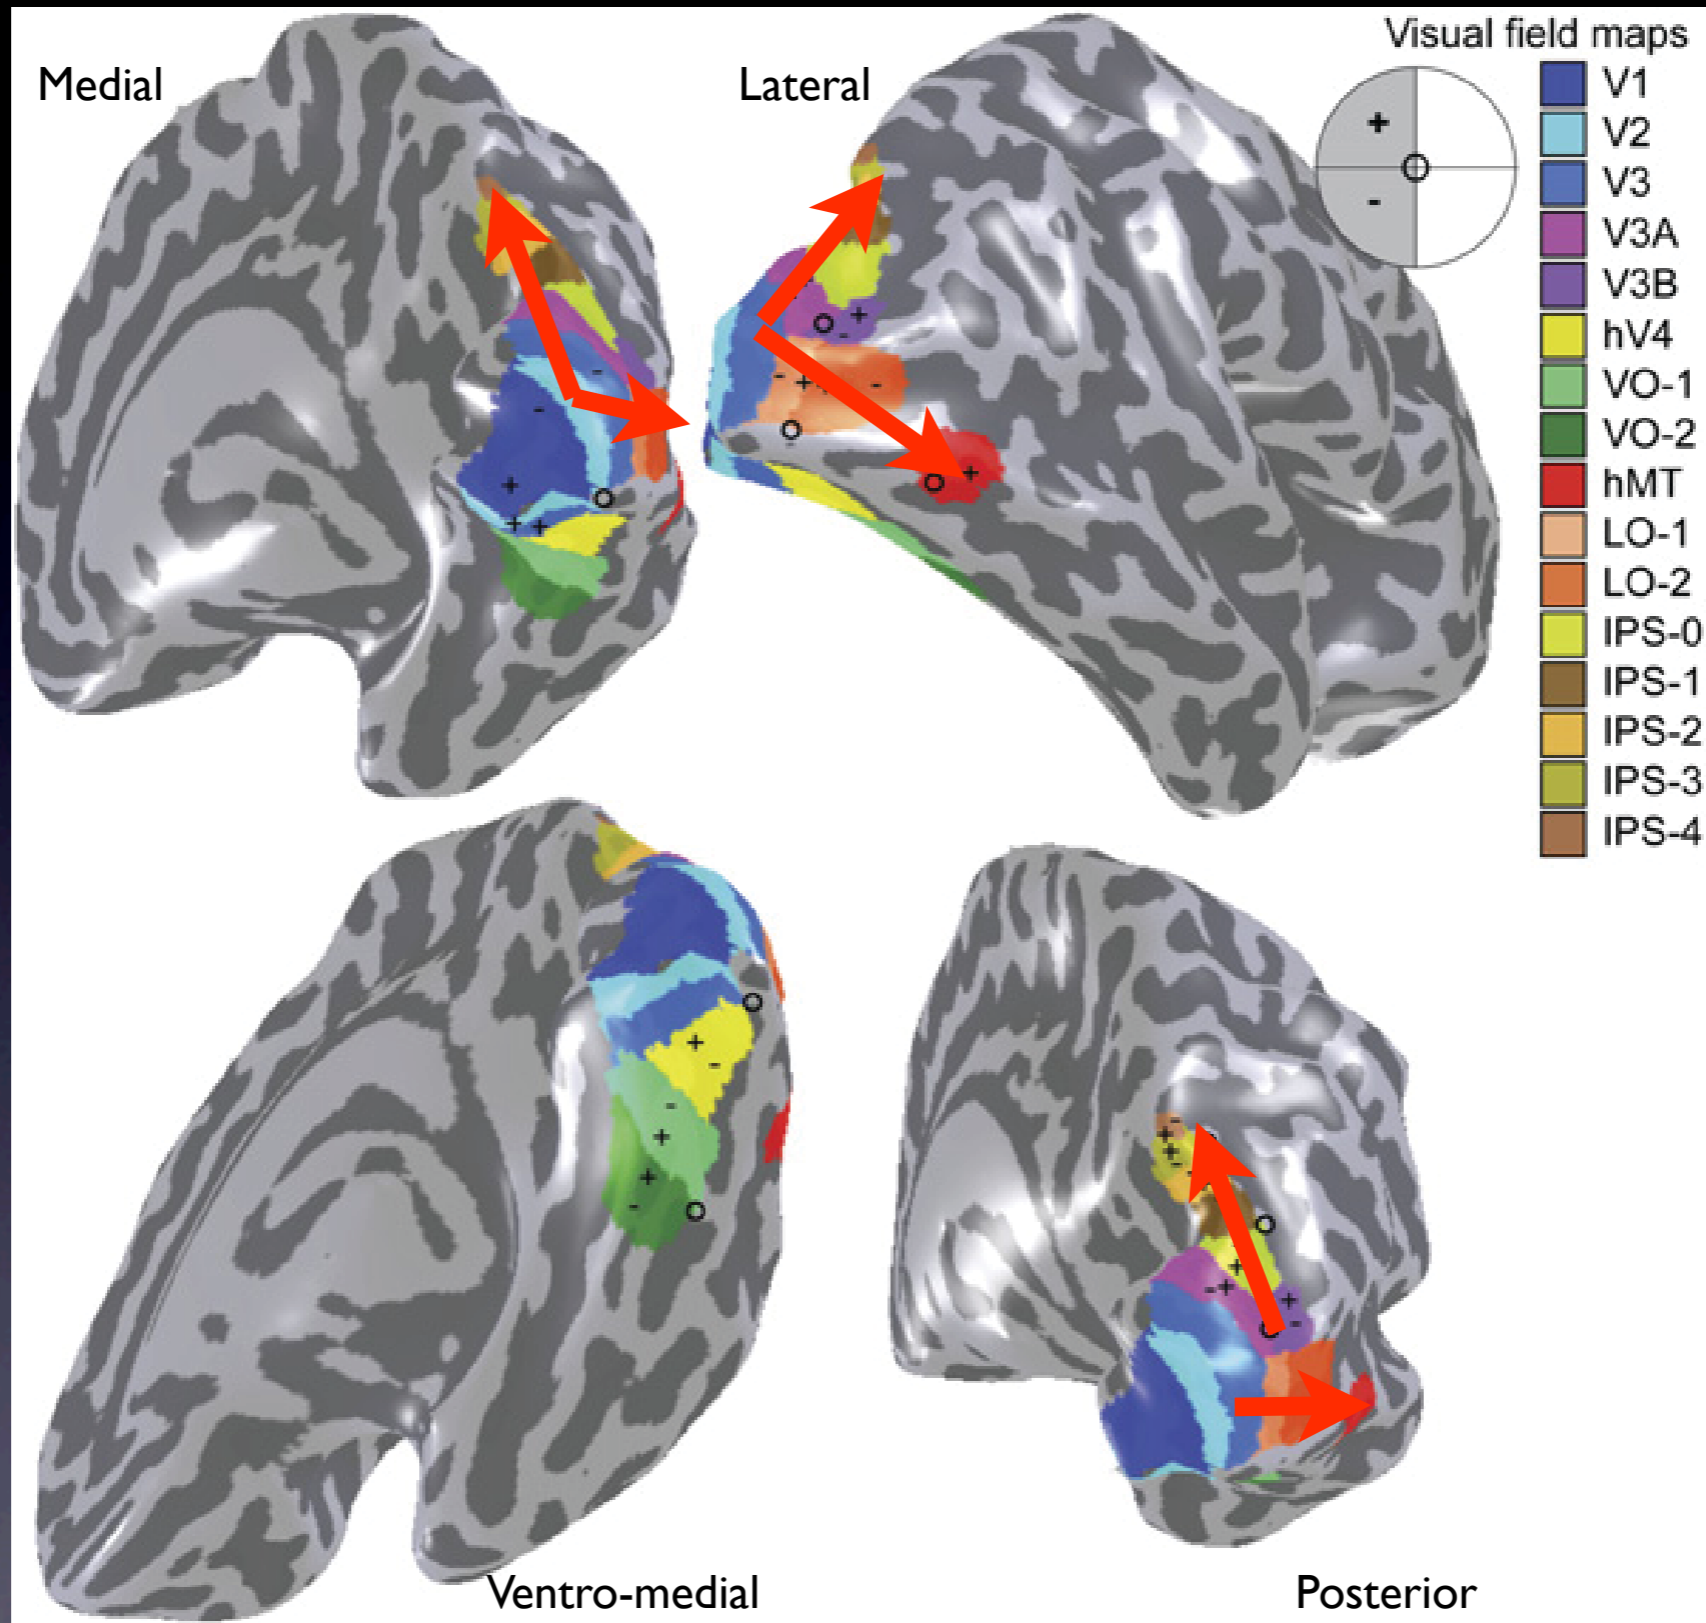 Medial
Lateral
Visual field maps
+
-
V1
V2
V3
V3A
V3B
hV4
VO-1
VO-2
hMT
LO-1
LO-2
IPS-0
IPS-1
IPS-2
IPS-3
IPS-4
Ventro-medial
Posterior